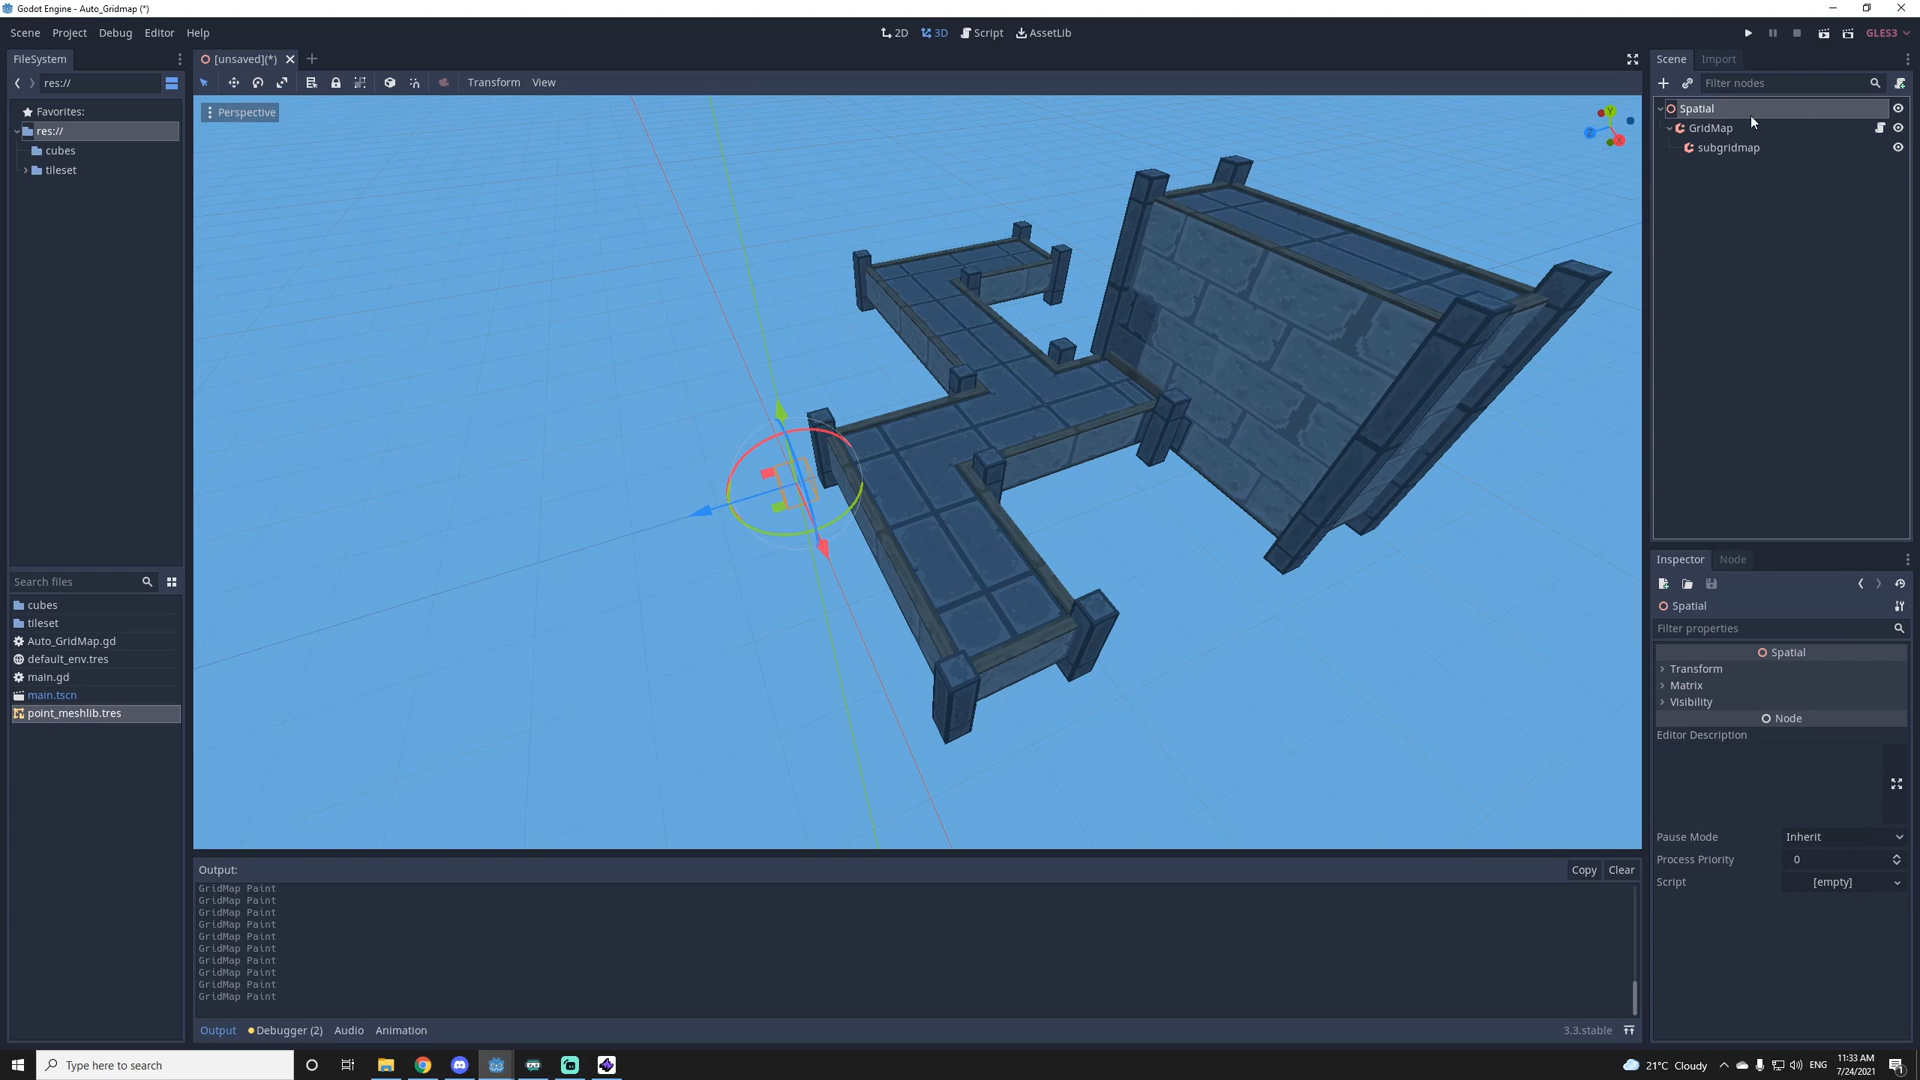 Godot Engine - Auto_Gridmap (*)
Scene Project Debug Editor Help
2D 3D Script AssetLib
GLES3
FileSystem
res://
Favorites:
res://
cubes
tileset
Search files
cubes
tileset
Auto_GridMap.gd
default_env.tres
main.gd
main.tscn
point_meshlib.tres
[unsaved](*)
Transform View
Perspective
Y
Z
X
Output:
Copy Clear
GridMap Paint
GridMap Paint
GridMap Paint
GridMap Paint
GridMap Paint
GridMap Paint
GridMap Paint
GridMap Paint
GridMap Paint
GridMap Paint
Output Debugger (2) Audio Animation
3.3.stable
Scene Import
Filter nodes
Spatial
GridMap
subgridmap
Inspector Node
Spatial
Filter properties
Spatial
Transform
Matrix
Visibility
Node
Editor Description
Pause Mode Inherit
Process Priority 0
Script [empty]
Type here to search
21°C Cloudy
ENG
11:33 AM
7/24/2021
1